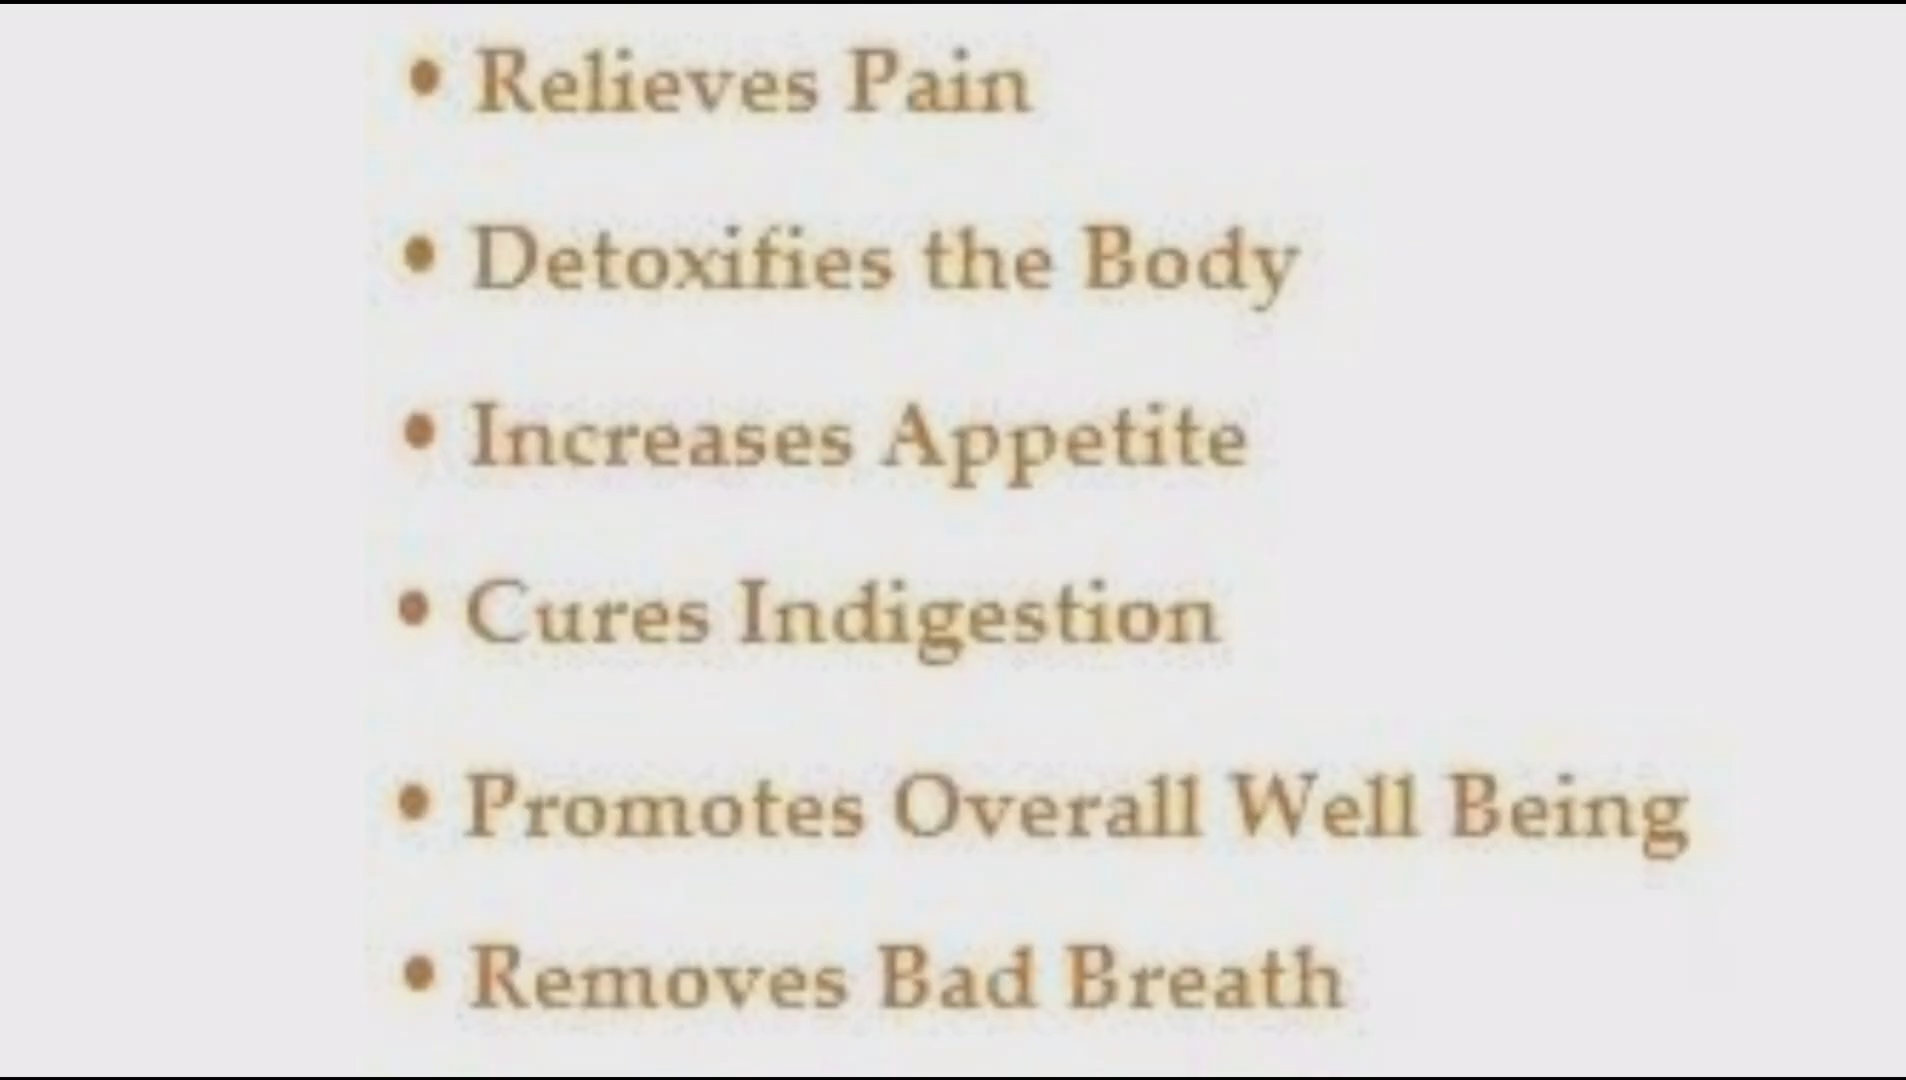 • Relieves Pain
• Detoxifies the Body
• Increases Appetite
• Cures Indigestion
• Promotes Overall Well Being
• Removes Bad Breath